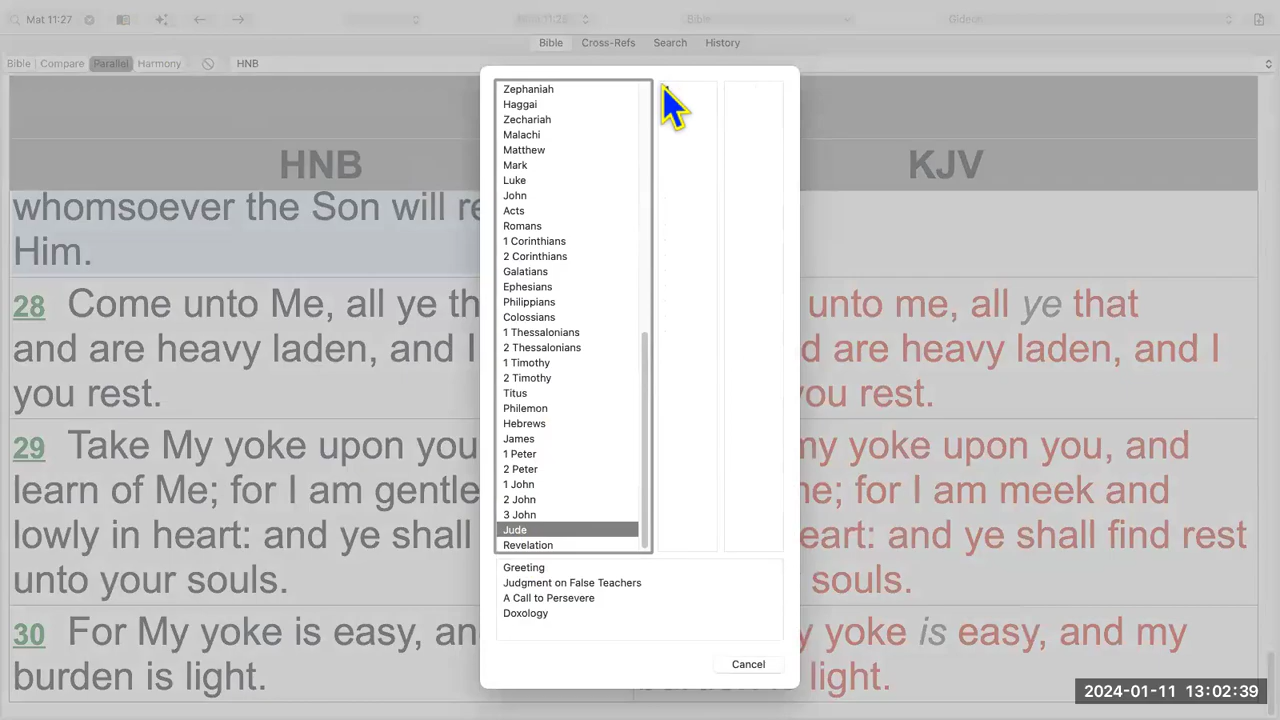 Mat 11:27
Bible
Gideon
Bible Cross-Refs Search History
Bible Compare Parallel Harmony HNB
HNB
KJV
whomsoever the Son will re
Him.
28 Come unto Me, all ye th
and are heavy laden, and I
you rest.
29 Take My yoke upon you
learn of Me; for I am gentle
lowly in heart: and ye shall
unto your souls.
30 For My yoke is easy, an
burden is light.
Zephaniah
Haggai
Zechariah
Malachi
Matthew
Mark
Luke
John
Acts
Romans
1 Corinthians
2 Corinthians
Galatians
Ephesians
Philippians
Colossians
1 Thessalonians
2 Thessalonians
1 Timothy
2 Timothy
Titus
Philemon
Hebrews
James
1 Peter
2 Peter
1 John
2 John
3 John
Jude
Revelation
Greeting
Judgment on False Teachers
A Call to Persevere
Doxology
Cancel
unto me, all ye that
d are heavy laden, and I
you rest.
my yoke upon you, and
me; for I am meek and
heart: and ye shall find rest
souls.
yoke is easy, and my
light.
2024-01-11 13:02:39